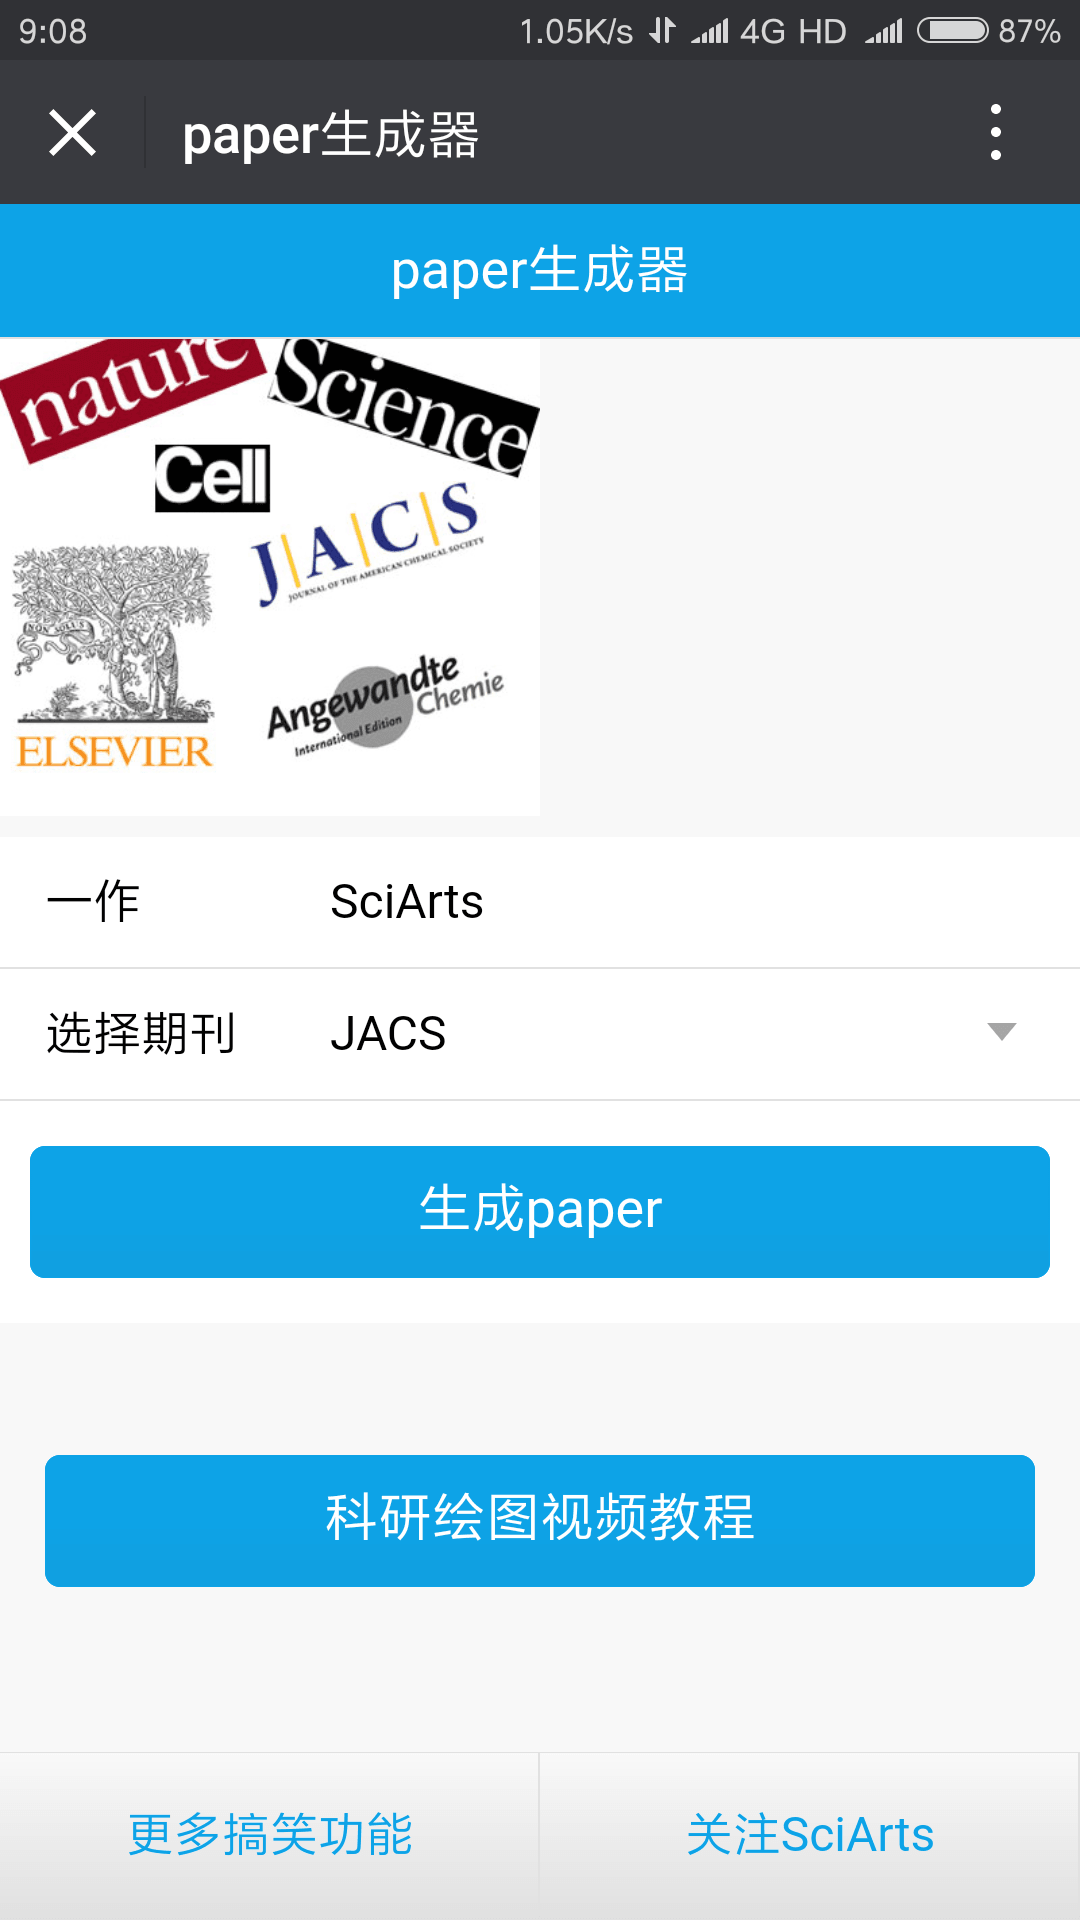 9:08
1.05K/s 4G HD 87%
paper生成器
paper生成器
nature
Science
Cell
J|A|C|S
JOURNAL OF THE AMERICAN CHEMICAL SOCIETY
NON SOLUS
ELSEVIER
Angewandte
Chemie
International Edition
一作 SciArts
选择期刊 JACS
生成paper
科研绘图视频教程
更多搞笑功能 关注SciArts